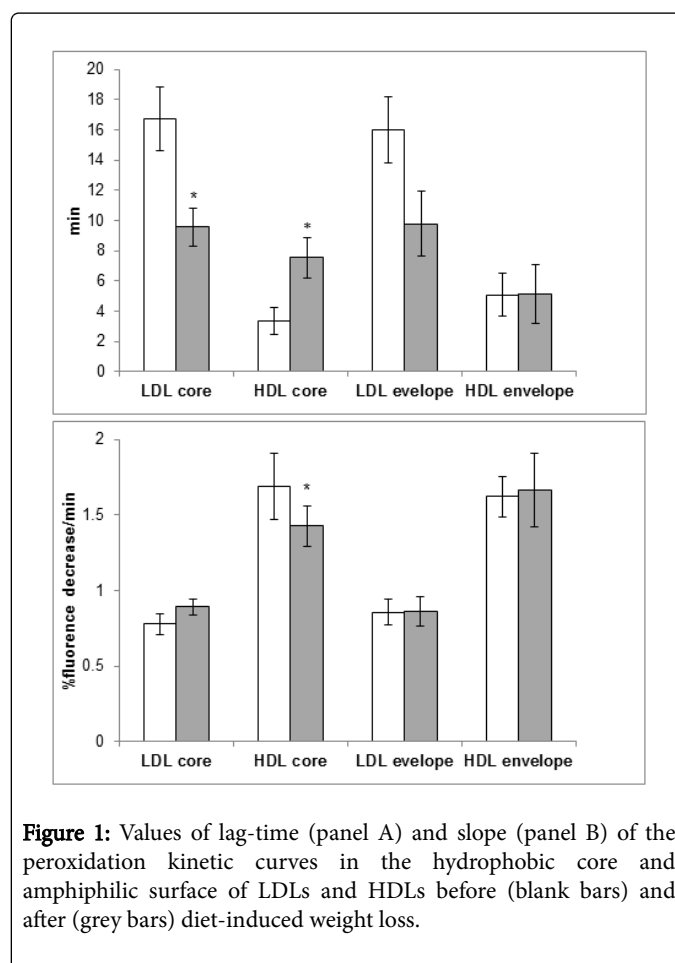 20
18
16
14
12
10
8
6
4
2
0
min
*
*
LDL core HDL core LDL evelope HDL envelope
2
1.5
1
0.5
0
%fluorence decrease/min
*
LDL core HDL core LDL evelope HDL envelope
Figure 1: Values of lag-time (panel A) and slope (panel B) of the
peroxidation kinetic curves in the hydrophobic core and
amphiphilic surface of LDLs and HDLs before (blank bars) and
after (grey bars) diet-induced weight loss.